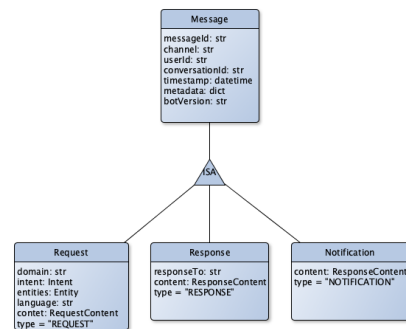 Message
messageId: str
channel: str
userId: str
conversationId: str
timestamp: datetime
metadata: dict
botVersion: str
ISA
Request
domain: str
intent: Intent
entities: Entity
language: str
contet: RequestContent
type = "REQUEST"
Response
responseTo: str
content: ResponseContent
type = "RESPONSE"
Notification
content: ResponseContent
type = "NOTIFICATION"